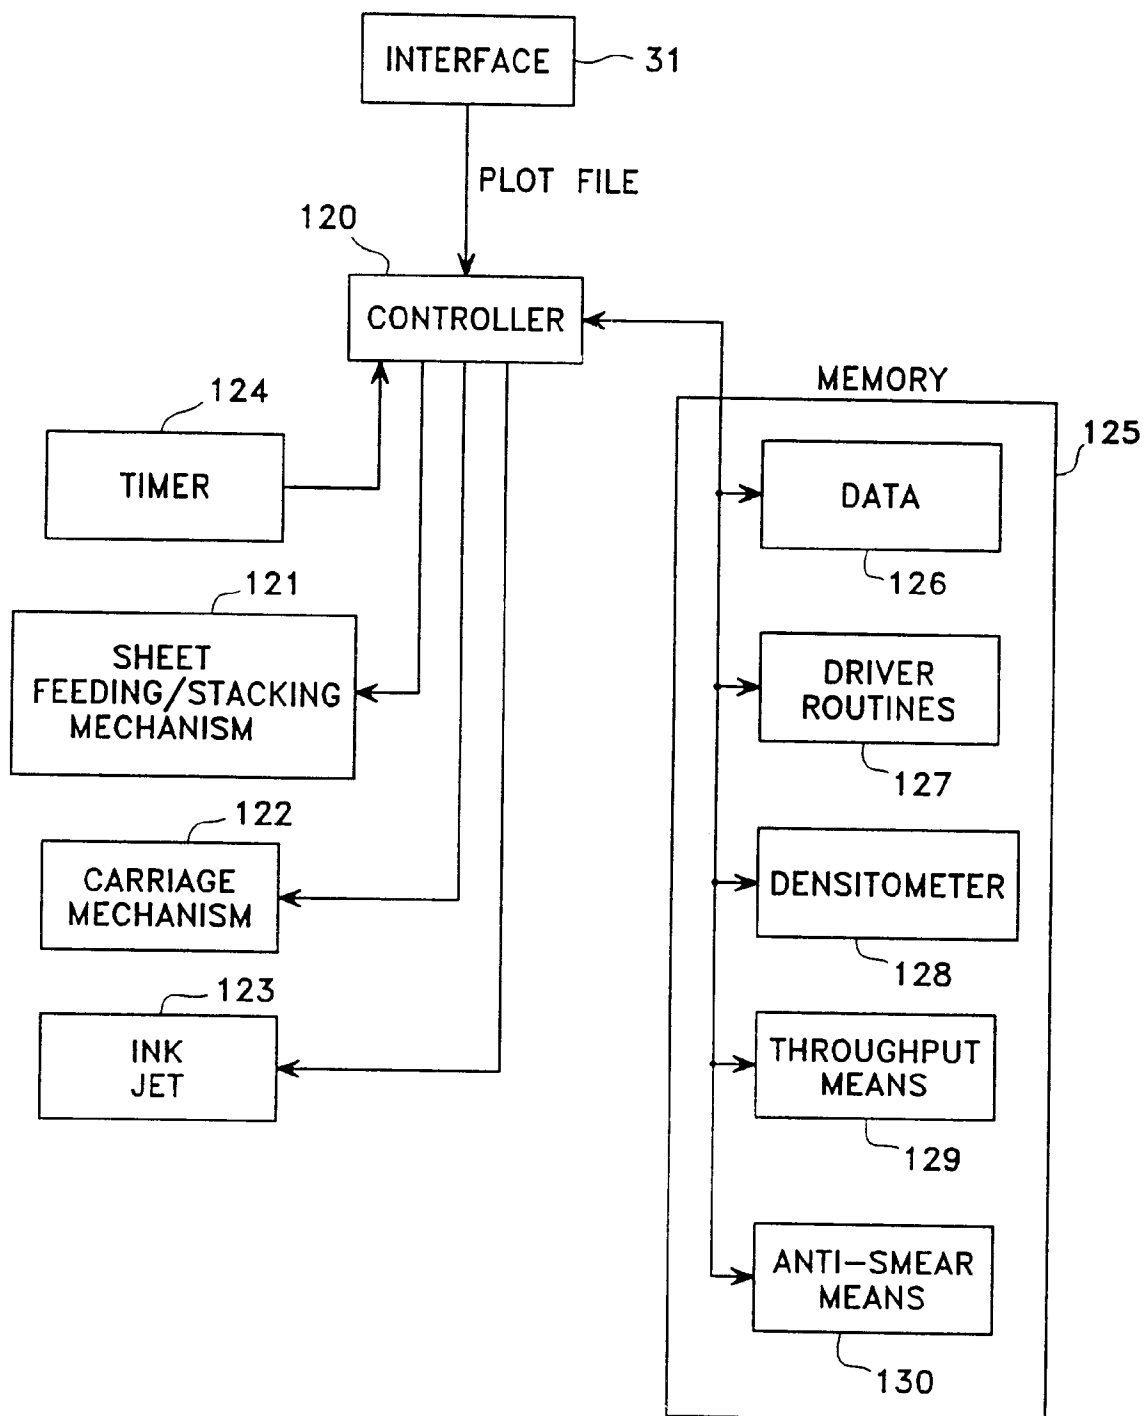 INTERFACE
31
PLOT FILE
120
CONTROLLER
MEMORY
124
TIMER
125
DATA
126
121
SHEET
FEEDING/STACKING
MECHANISM
DRIVER
ROUTINES
127
122
CARRIAGE
MECHANISM
DENSITOMETER
128
123
INK
JET
THROUGHPUT
MEANS
129
ANTI-SMEAR
MEANS
130